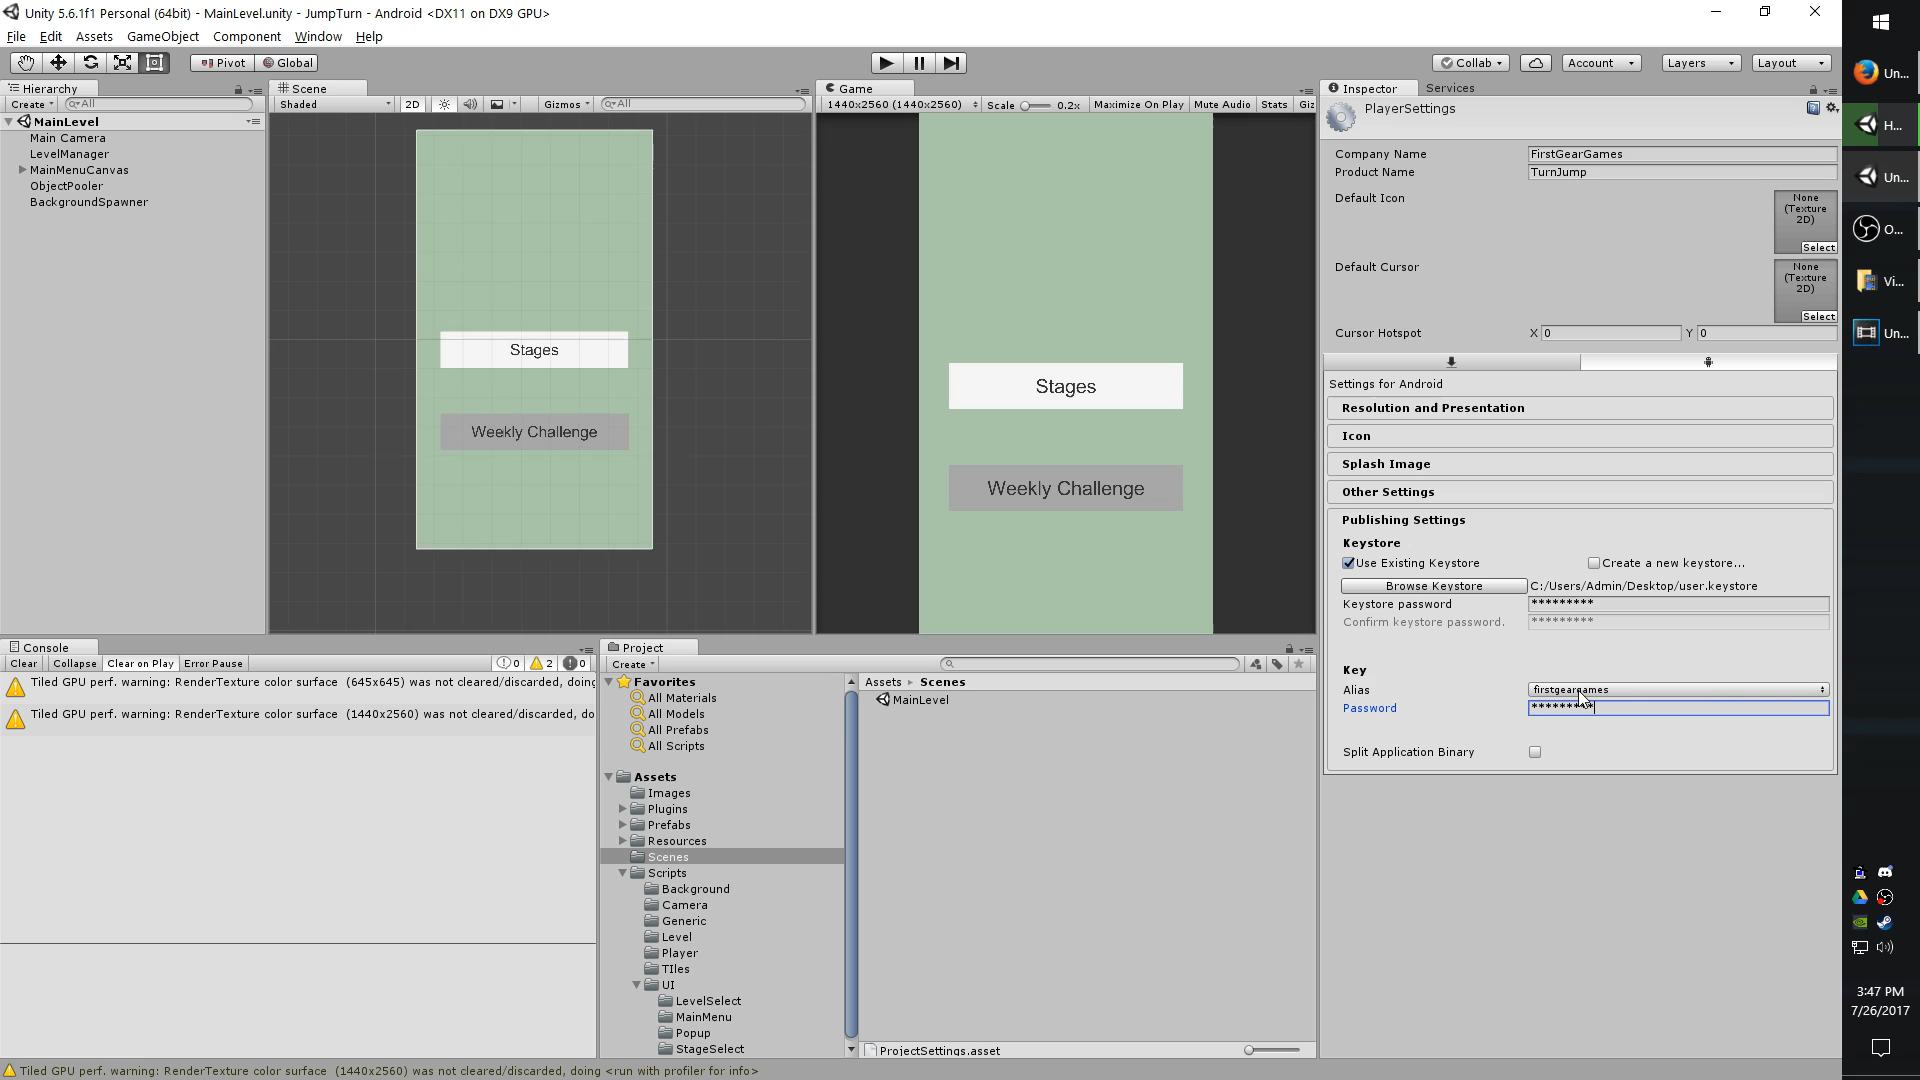 Unity 5.6.1f1 Personal (64bit) - MainLevel.unity - JumpTurn - Android <DX11 on DX9 GPU>
File Edit Assets GameObject Component Window Help
Pivot Global
Collab Account Layers Layout
Hierarchy
Create All
MainLevel
Main Camera
LevelManager
MainMenuCanvas
ObjectPooler
BackgroundSpawner
Scene
Shaded 2D Gizmos All
Stages
Weekly Challenge
Game
1440x2560 (1440x2560) Scale 0.2x Maximize On Play Mute Audio Stats Giz
Stages
Weekly Challenge
Inspector Services
PlayerSettings
Company Name FirstGearGames
Product Name TurnJump
Default Icon
None
(Texture
2D)
Select
Default Cursor
None
(Texture
2D)
Select
Cursor Hotspot X 0 Y 0
Settings for Android
Resolution and Presentation
Icon
Splash Image
Other Settings
Publishing Settings
Keystore
Use Existing Keystore Create a new keystore...
Browse Keystore C:/Users/Admin/Desktop/user.keystore
Keystore password *********
Confirm keystore password. *********
Key
Alias firstgeargames
Password *********
Split Application Binary
Console
Clear Collapse Clear on Play Error Pause 0 2 0
Tiled GPU perf. warning: RenderTexture color surface (645x645) was not cleared/discarded, doing
Tiled GPU perf. warning: RenderTexture color surface (1440x2560) was not cleared/discarded, do
Project
Create
Favorites
All Materials
All Models
All Prefabs
All Scripts
Assets
Images
Plugins
Prefabs
Resources
Scenes
Scripts
Background
Camera
Generic
Level
Player
TIles
UI
LevelSelect
MainMenu
Popup
StageSelect
Assets Scenes
MainLevel
ProjectSettings.asset
Tiled GPU perf. warning: RenderTexture color surface (1440x2560) was not cleared/discarded, doing <run with profiler for info>
Un...
H...
Un...
O...
Vi...
Un...
3:47 PM
7/26/2017